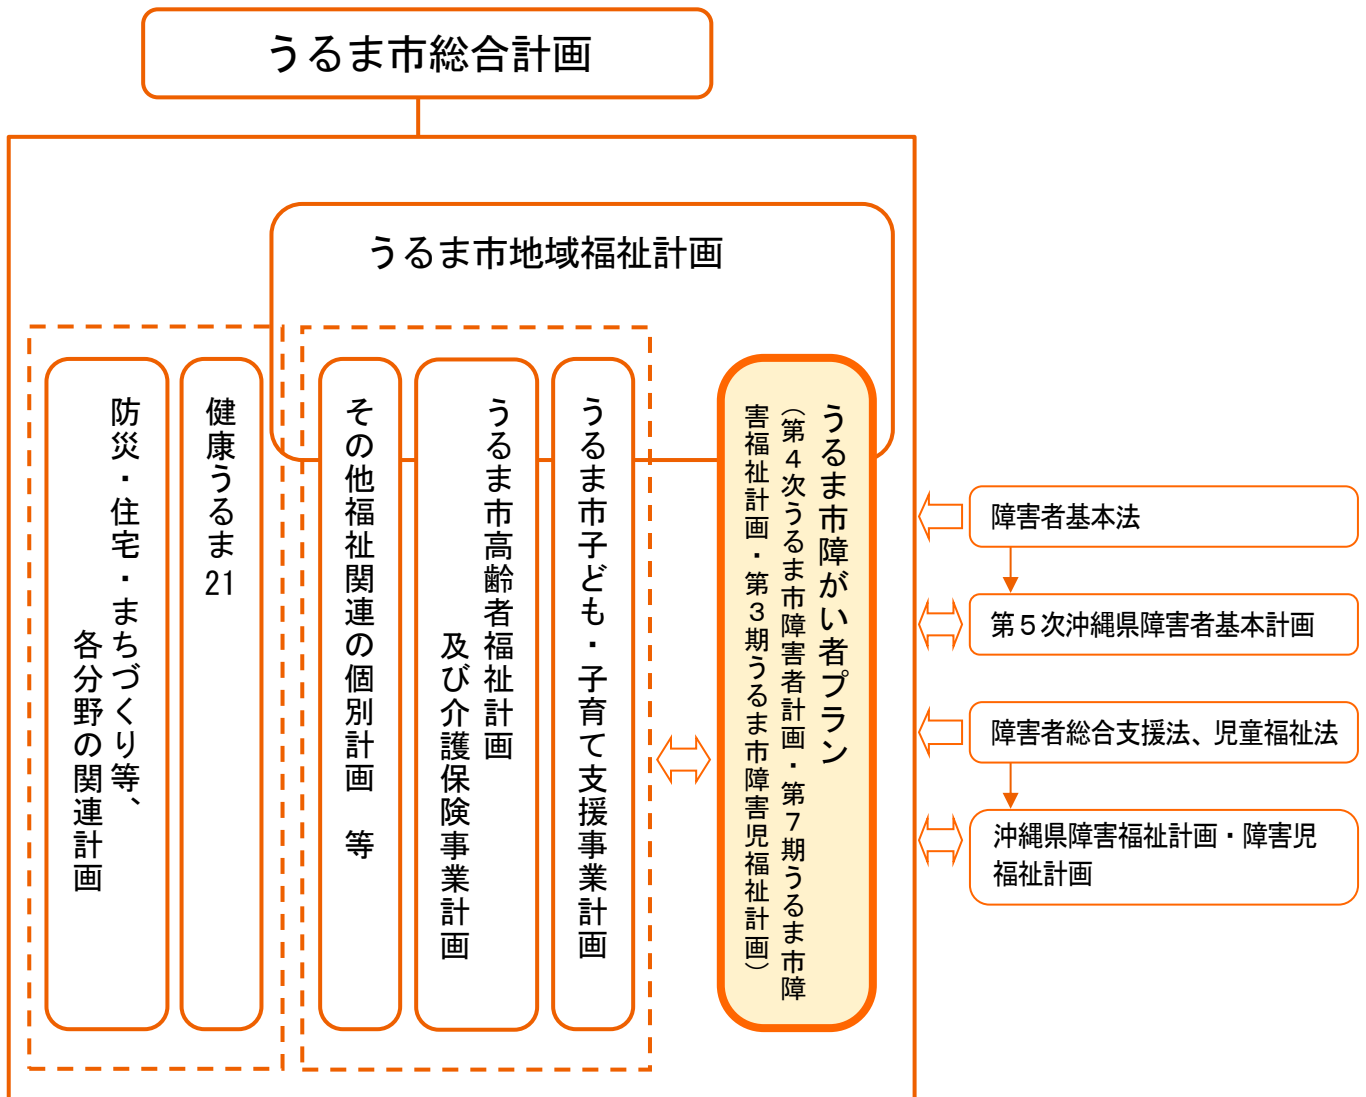 うるま市総合計画
うるま市地域福祉計画
防災・住宅・まちづくり等、
各分野の関連計画
健康うるま21
その他福祉関連の個別計画　等
うるま市高齢者福祉計画
及び介護保険事業計画
うるま市子ども・子育て支援事業計画
うるま市障がい者プラン
（第４次うるま市障害者計画・第７期うるま市障
害福祉計画・第３期うるま市障害児福祉計画）
障害者基本法
第５次沖縄県障害者基本計画
障害者総合支援法、児童福祉法
沖縄県障害福祉計画・障害児
福祉計画